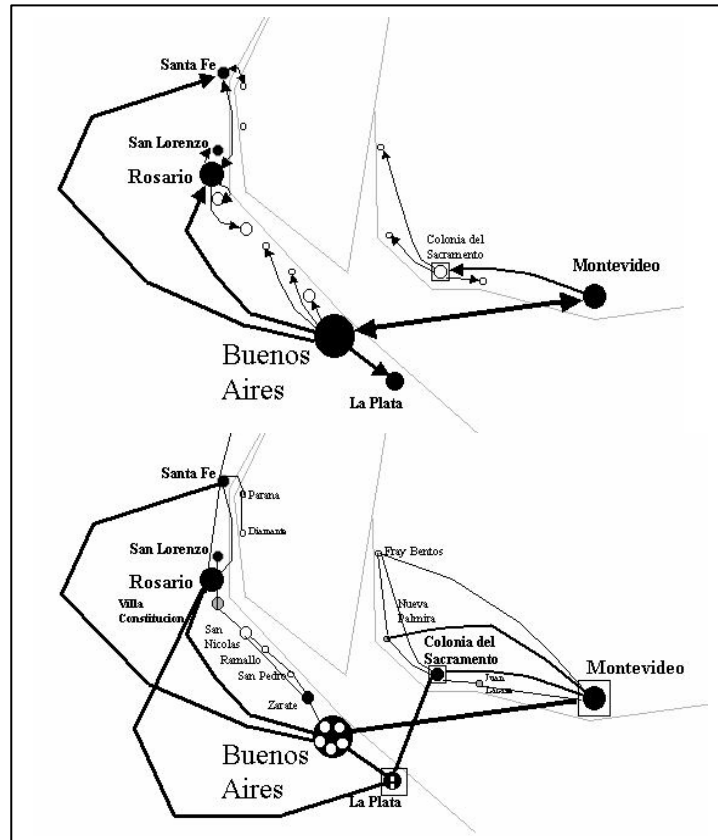 Santa Fe
San Lorenzo
Rosario
Colonia del
Sacramento
Montevideo
Buenos
Aires
La Plata
Santa Fe
Parana
Diamante
San Lorenzo
Rosario
Villa
Constitucion
Fray Bentos
Nueva
Palmira
San
Nicolas
Ramallo
San Pedro
Zarate
Colonia del
Sacramento
Juan
Montevideo
Buenos
Aires
La Plata